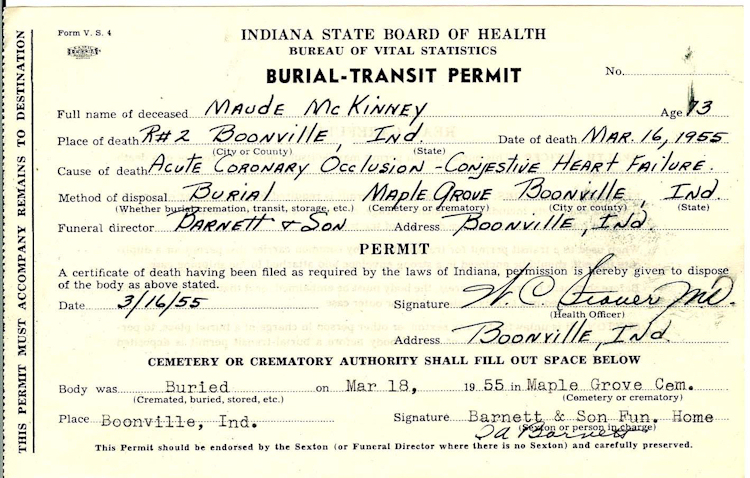 Form V. S. 4
INDIANA STATE BOARD OF HEALTH
BUREAU OF VITAL STATISTICS
BURIAL-TRANSIT PERMIT
No.
Full name of deceased MAUDE MCKINNEY Age 73
Place of death R#2 BOONVILLE, IND. Date of death MAR. 16, 1955
(City or County) (State)
Cause of death ACUTE CORONARY OCCLUSION - CONJESTIVE HEART FAILURE.
Method of disposal BURIAL MAPLE GROVE BOONVILLE, IND.
(Whether burial, cremation, transit, storage, etc.) (Cemetery or crematory) (City or county) (State)
Funeral director BARNETT & SON Address BOONVILLE, IND.
PERMIT
A certificate of death having been filed as required by the laws of Indiana, permission is hereby given to dispose
of the body as above stated.
Date 3/16/55 Signature W. C. MD.
(Health Officer)
Address BOONVILLE, IND.
CEMETERY OR CREMATORY AUTHORITY SHALL FILL OUT SPACE BELOW
Body was Buried on Mar 18, 19 55 in Maple Grove Cem.
(Cremated, buried, stored, etc.) (Cemetery or crematory)
Place Boonville, Ind. Signature Barnett & Son Fun. Home
(Sexton or person in charge)
Barnett
This Permit should be endorsed by the Sexton (or Funeral Director where there is no Sexton) and carefully preserved.
THIS PERMIT MUST ACCOMPANY REMAINS TO DESTINATION